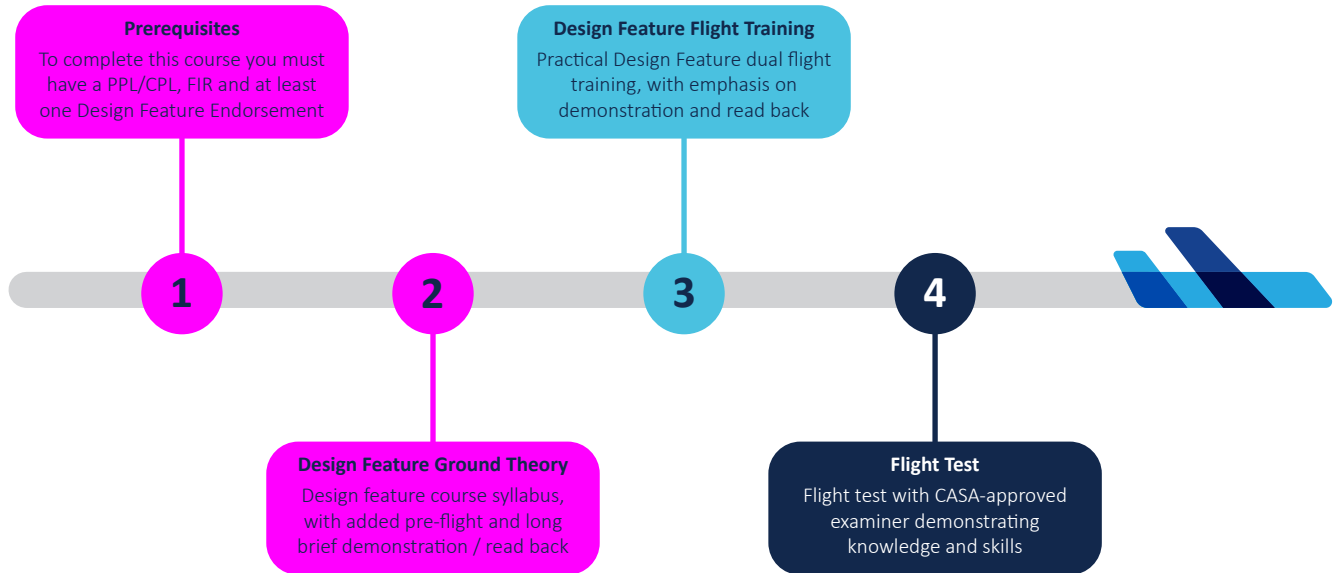 Prerequisites
To complete this course you must
have a PPL/CPL, FIR and at least
one Design Feature Endorsement
Design Feature Flight Training
Practical Design Feature dual flight
training, with emphasis on
demonstration and read back
1
2
3
4
Design Feature Ground Theory
Design feature course syllabus,
with added pre-flight and long
brief demonstration / read back
Flight Test
Flight test with CASA-approved
examiner demonstrating
knowledge and skills